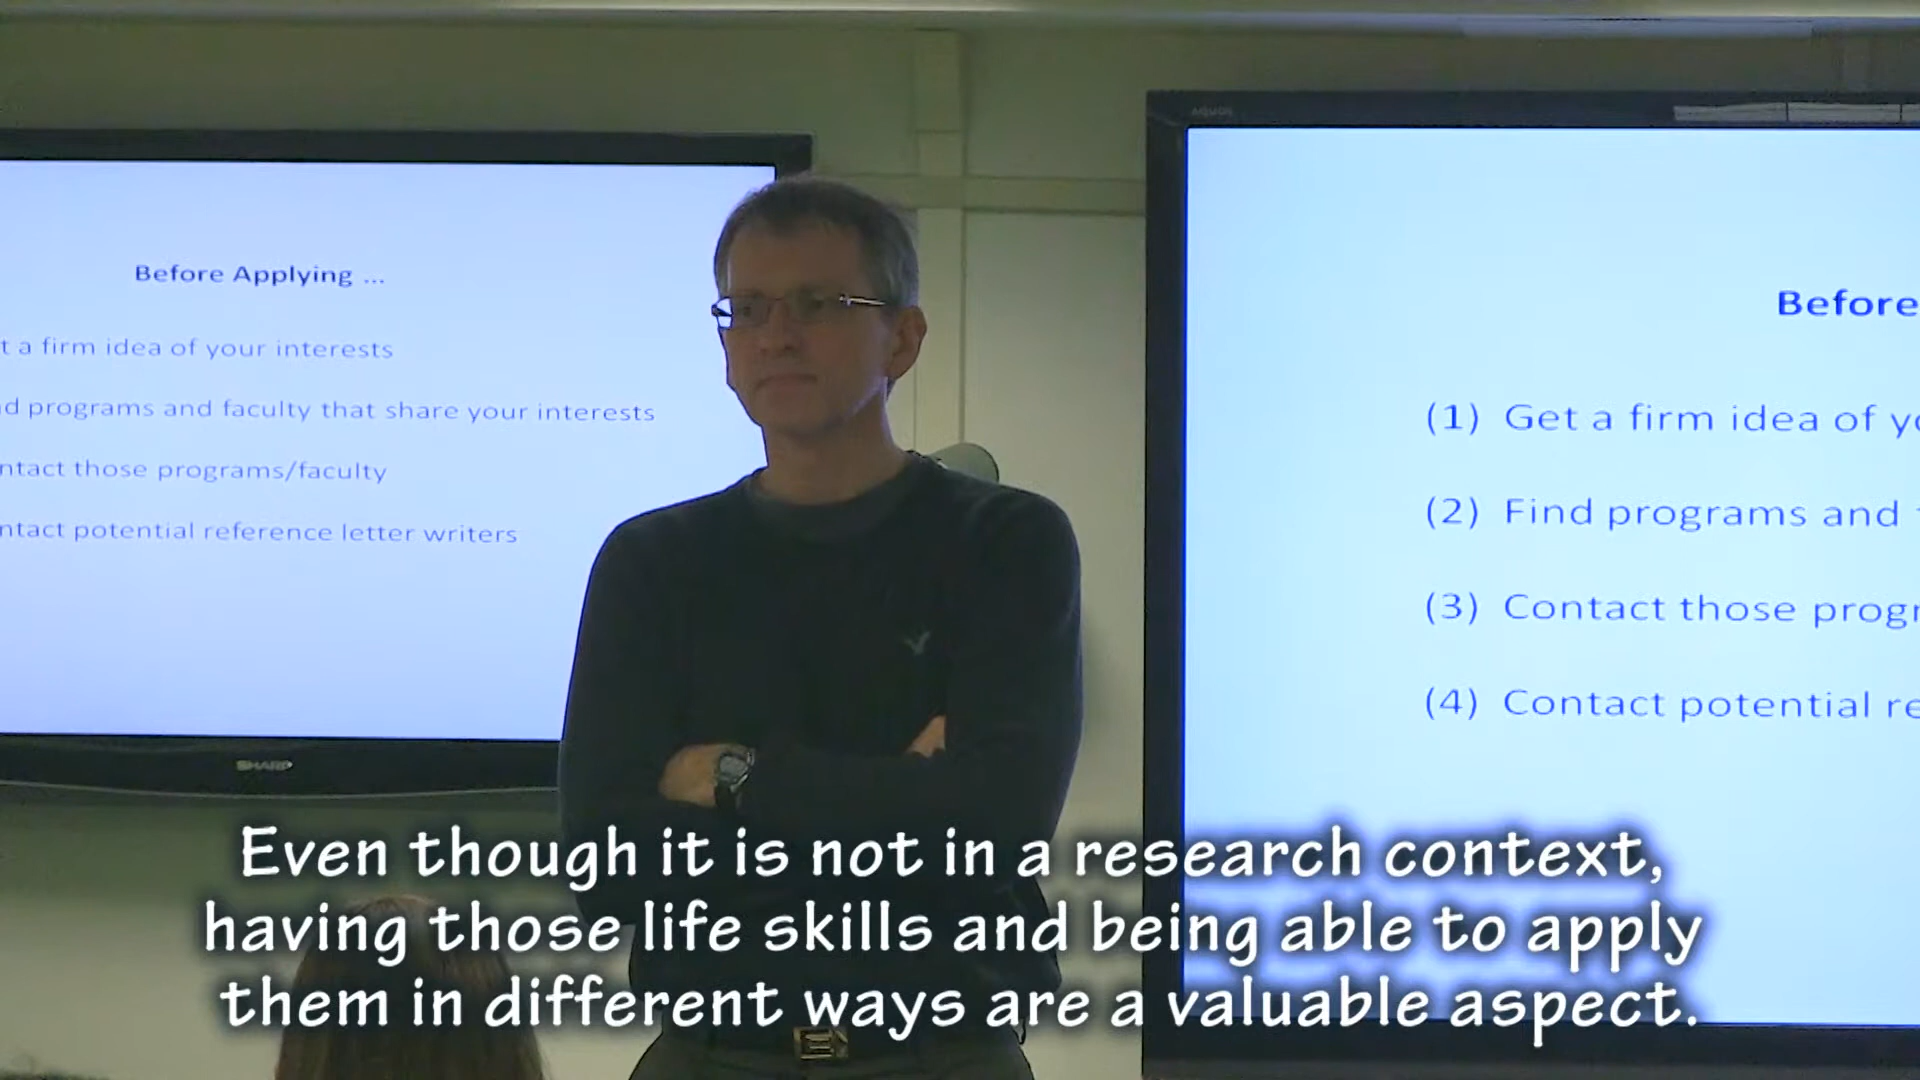 AQUOS
Before Applying ...
t a firm idea of your interests
d programs and faculty that share your interests
ntact those programs/faculty
ntact potential reference letter writers
SHARP
Before
(1) Get a firm idea of yo
(2) Find programs and
(3) Contact those progr
(4) Contact potential re
Even though it is not in a research context,
having those life skills and being able to apply
them in different ways are a valuable aspect.